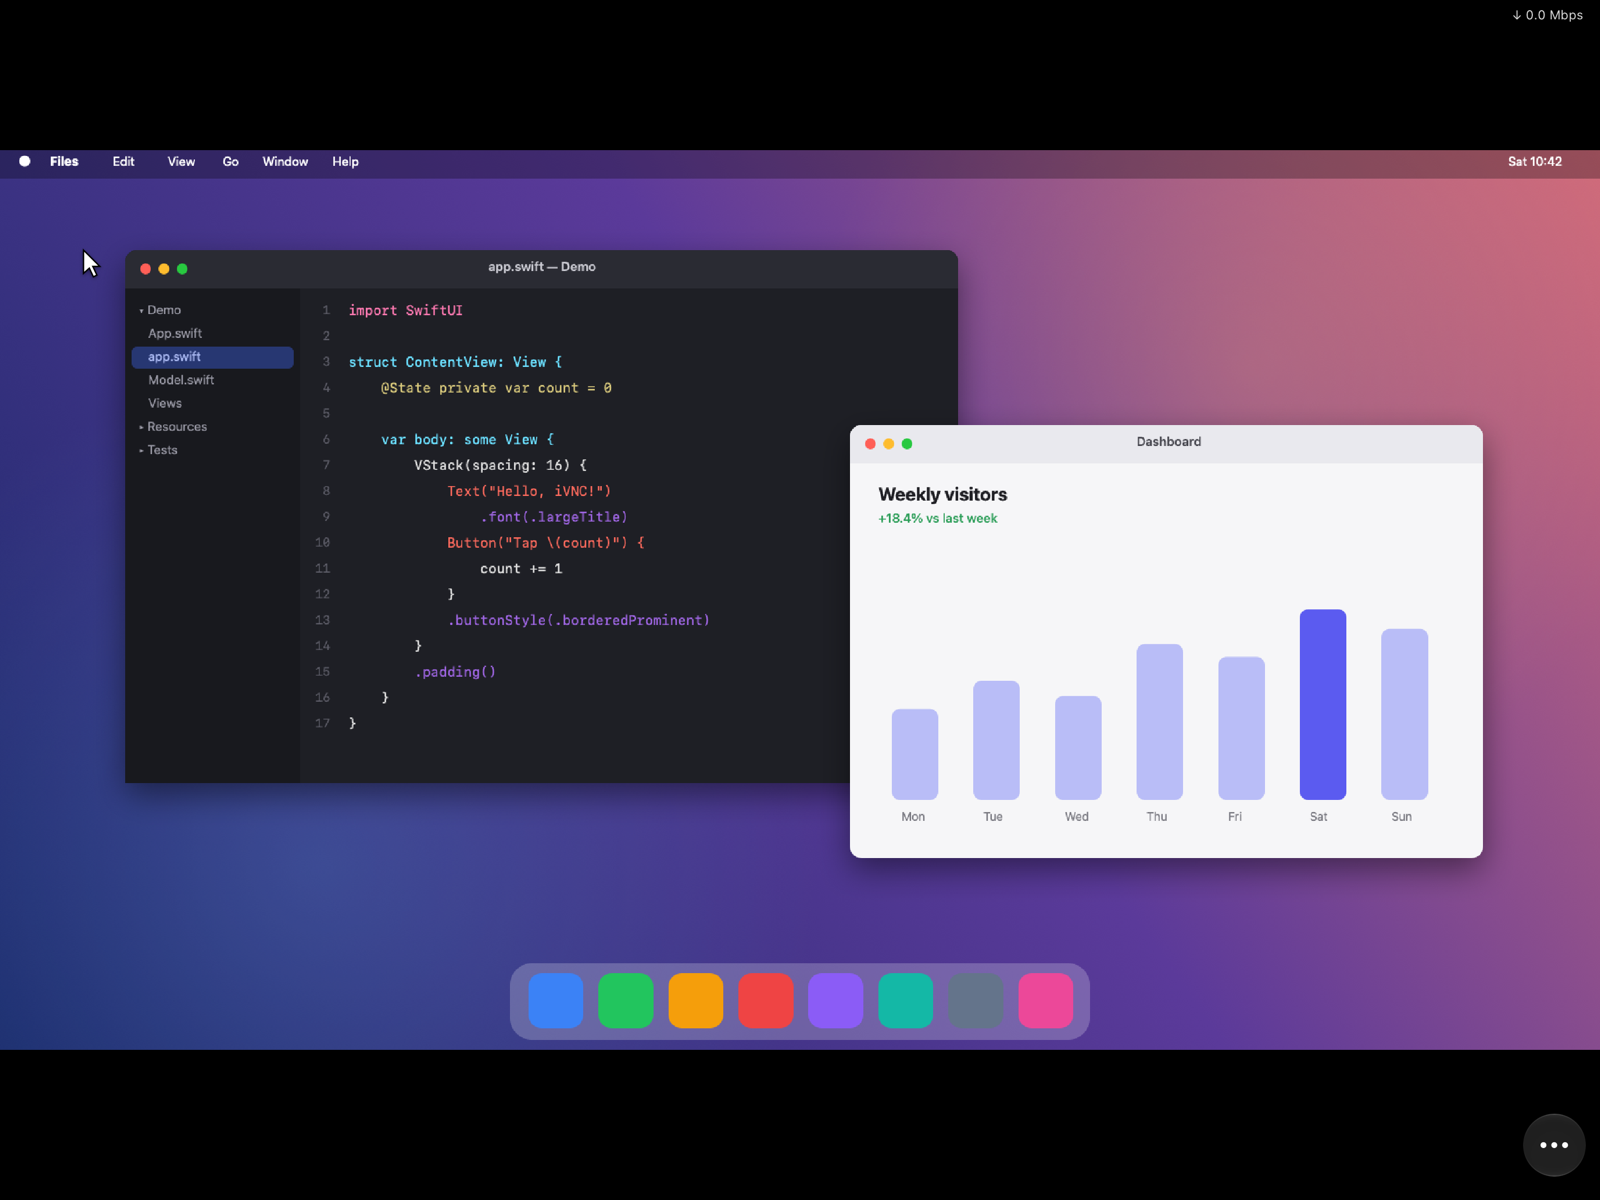 ↓ 0.0 Mbps
Files Edit View Go Window Help Sat 10:42
app.swift — Demo
Demo
App.swift
app.swift
Model.swift
Views
Resources
Tests
1 import SwiftUI
2
3 struct ContentView: View {
4 @State private var count = 0
5
6 var body: some View {
7 VStack(spacing: 16) {
8 Text("Hello, iVNC!")
9 .font(.largeTitle)
10 Button("Tap \(count)") {
11 count += 1
12 }
13 .buttonStyle(.borderedProminent)
14 }
15 .padding()
16 }
17 }
Dashboard
Weekly visitors
+18.4% vs last week
Mon Tue Wed Thu Fri Sat Sun